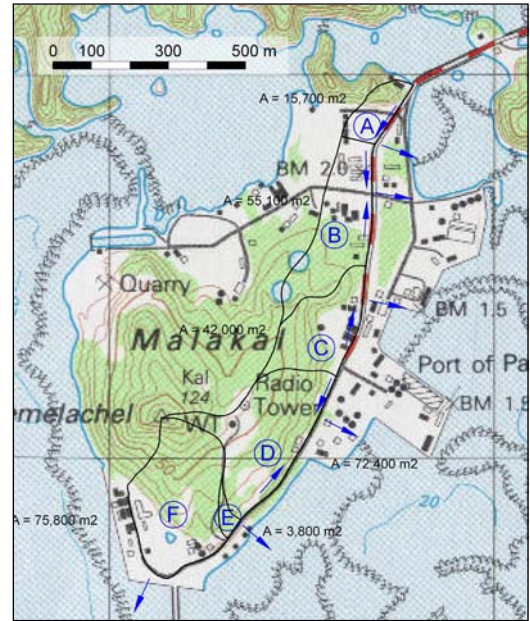 0 100 300 500 m
A = 15,700 m2
A
BM 2.0
A = 55,100 m2
B
Quarry
BM 1.5
A = 42,000 m2
Malakal
C
Port of Pa
Kal
124
Radio
Tower
BM 1.5
emelachel
WT
D
A = 72,400 m2
50
20
F
E
A = 75,800 m2
A = 3,800 m2